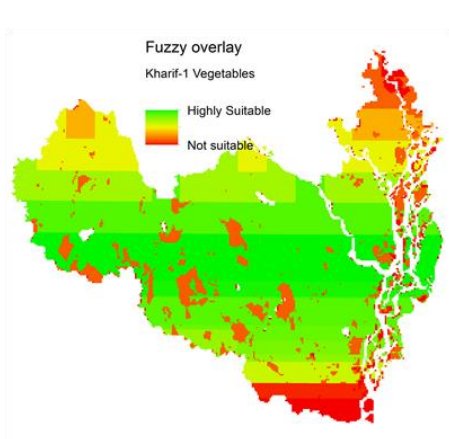 Fuzzy overlay
Kharif-1 Vegetables
Highly Suitable
Not suitable